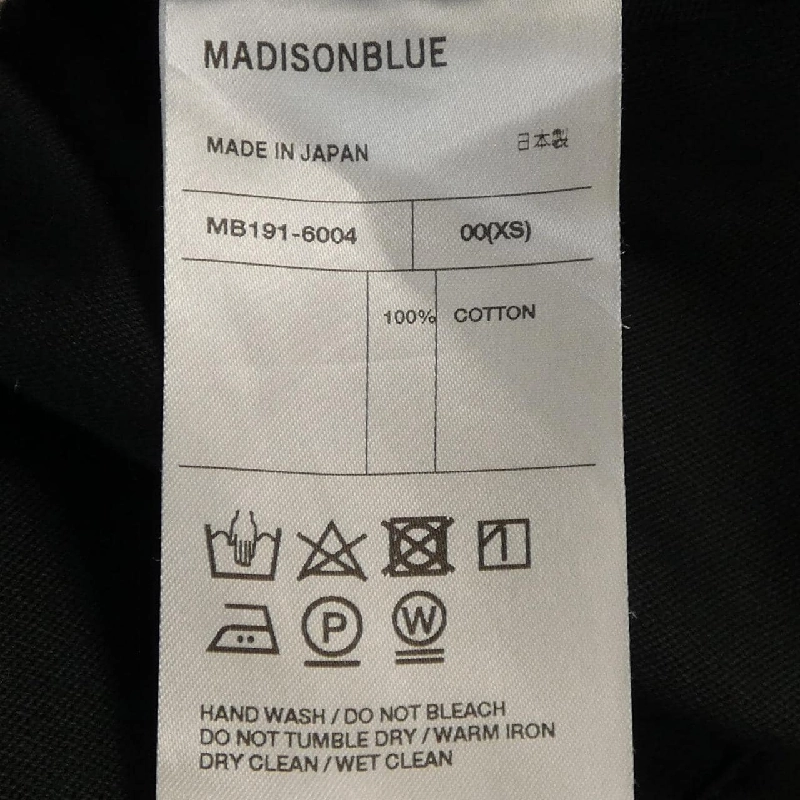 MADISONBLUE
MADE IN JAPAN 日本製
MB191-6004 00(XS)
100% COTTON
P W
HAND WASH / DO NOT BLEACH
DO NOT TUMBLE DRY / WARM IRON
DRY CLEAN / WET CLEAN